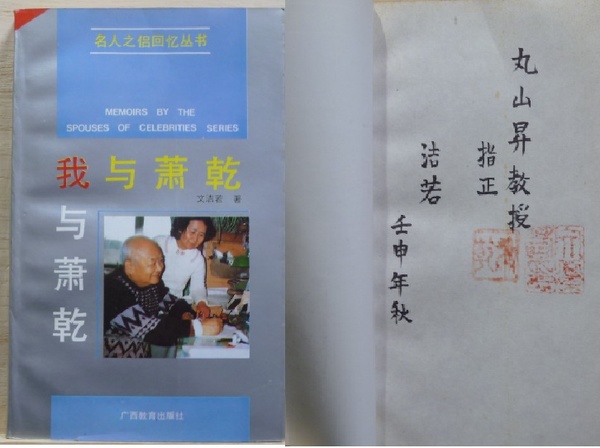 名人之侣回忆丛书
MEMOIRS BY THE
SPOUSES OF CELEBRITIES SERIES
我与萧乾
文洁若 著
与萧乾
广西教育出版社
丸山昇教授
指正
洁若
壬申年秋